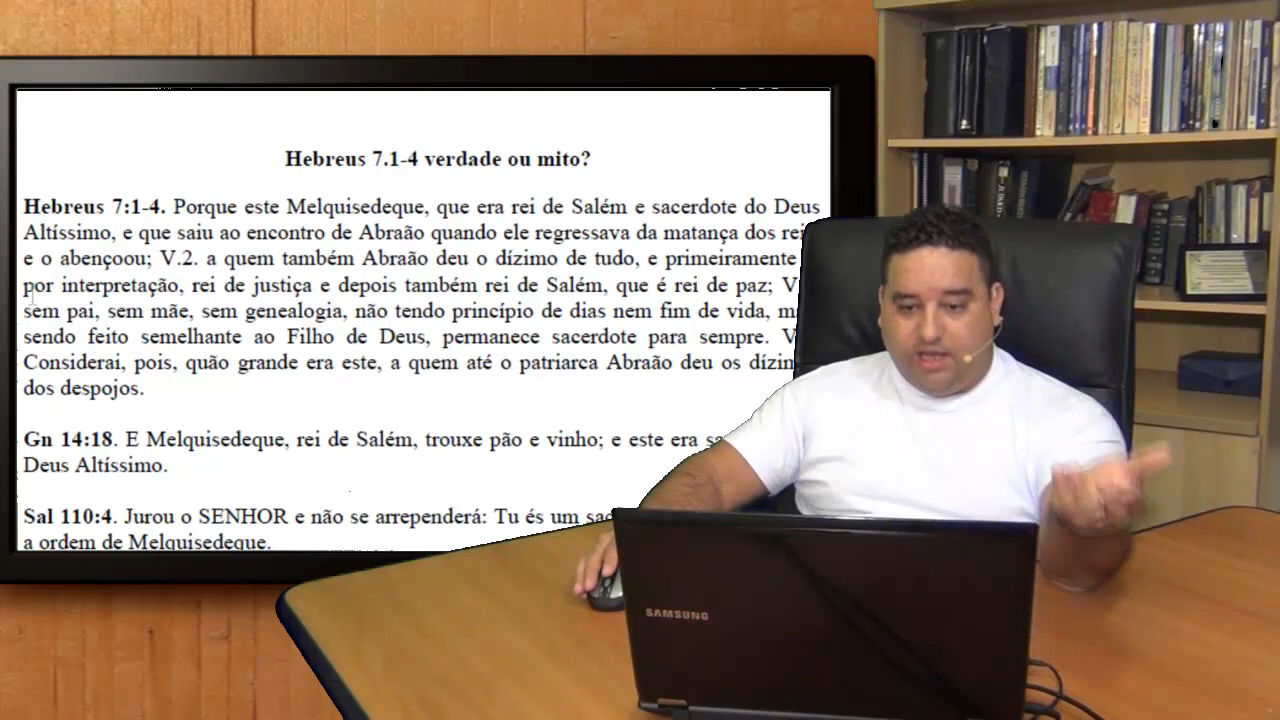 Hebreus 7.1-4 verdade ou mito?
Hebreus 7:1-4. Porque este Melquisedeque, que era rei de Salém e sacerdote do Deus
Altíssimo, e que saiu ao encontro de Abraão quando ele regressava da matança dos
e o abençoou; V.2. a quem também Abraão deu o dízimo de tudo, e primeiramente
por interpretação, rei de justiça e depois também rei de Salém, que é rei de paz;
sem pai, sem mãe, sem genealogia, não tendo princípio de dias nem fim de vida,
sendo feito semelhante ao Filho de Deus, permanece sacerdote para sempre.
Considerai, pois, quão grande era este, a quem até o patriarca Abraão deu os
dos despojos.
Gn 14:18. E Melquisedeque, rei de Salém, trouxe pão e vinho; e este era
Deus Altíssimo.
Sal 110:4. Jurou o SENHOR e não se arrependerá: Tu és um
a ordem de Melquisedeque.
SAMSUNG